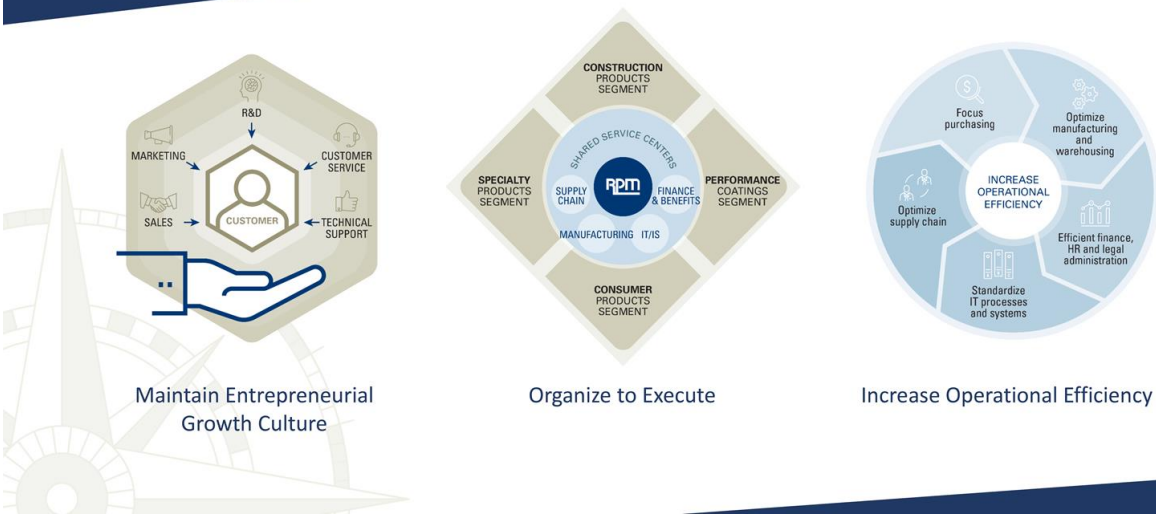 R&D
MARKETING
CUSTOMER
SERVICE
SALES
CUSTOMER
TECHNICAL
SUPPORT
Maintain Entrepreneurial
Growth Culture
CONSTRUCTION
PRODUCTS
SEGMENT
SHARED SERVICE CENTERS
SPECIALTY
PRODUCTS
SEGMENT
SUPPLY
CHAIN
RPM
FINANCE
& BENEFITS
PERFORMANCE
COATINGS
SEGMENT
MANUFACTURING
IT/IS
CONSUMER
PRODUCTS
SEGMENT
Organize to Execute
$
Focus
purchasing
Optimize
manufacturing
and
warehousing
INCREASE
OPERATIONAL
EFFICIENCY
Optimize
supply chain
Efficient finance,
HR and legal
administration
Standardize
IT processes
and systems
Increase Operational Efficiency